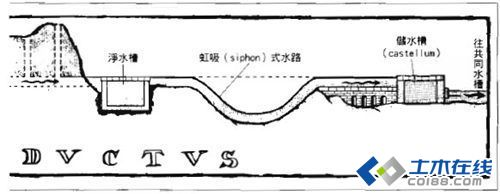 淨水槽
虹吸（siphon）式水路
儲水槽
（castellum）
往共同水槽
D V C T V S
土木在线
coi88.com